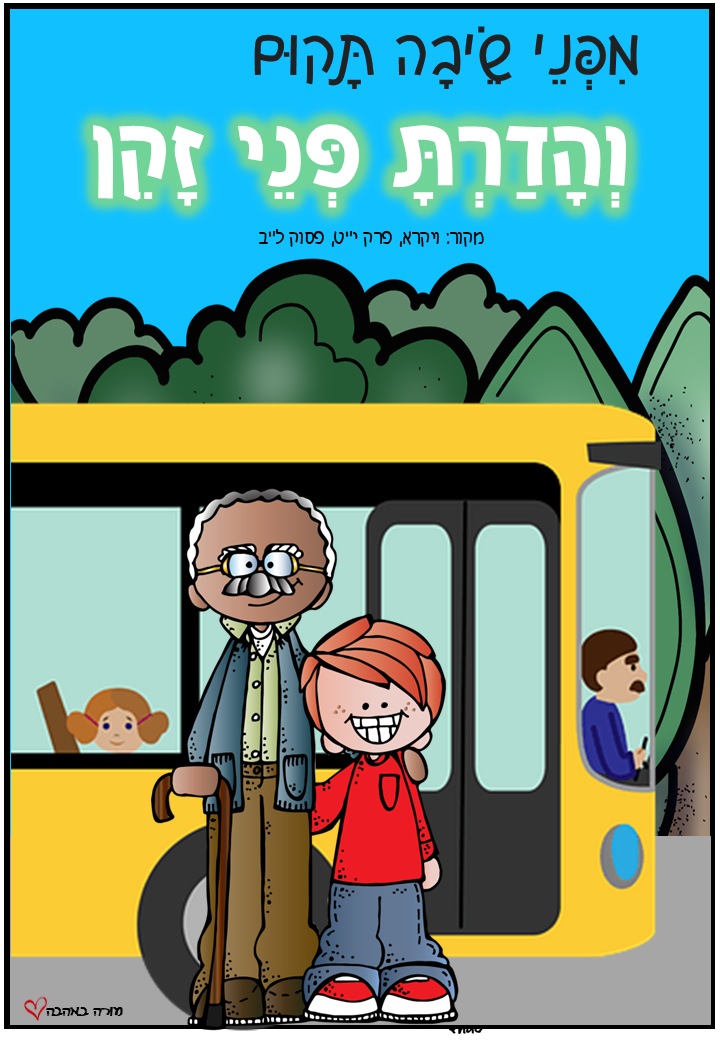 מִפְּנֵי שֵׂיבָה תָּקוּם
וְהָדַרְתָּ פְּנֵי זָקֵן
מקור: ויקרא, פרק י"ט, פסוק ל"ב
מורה באהבה